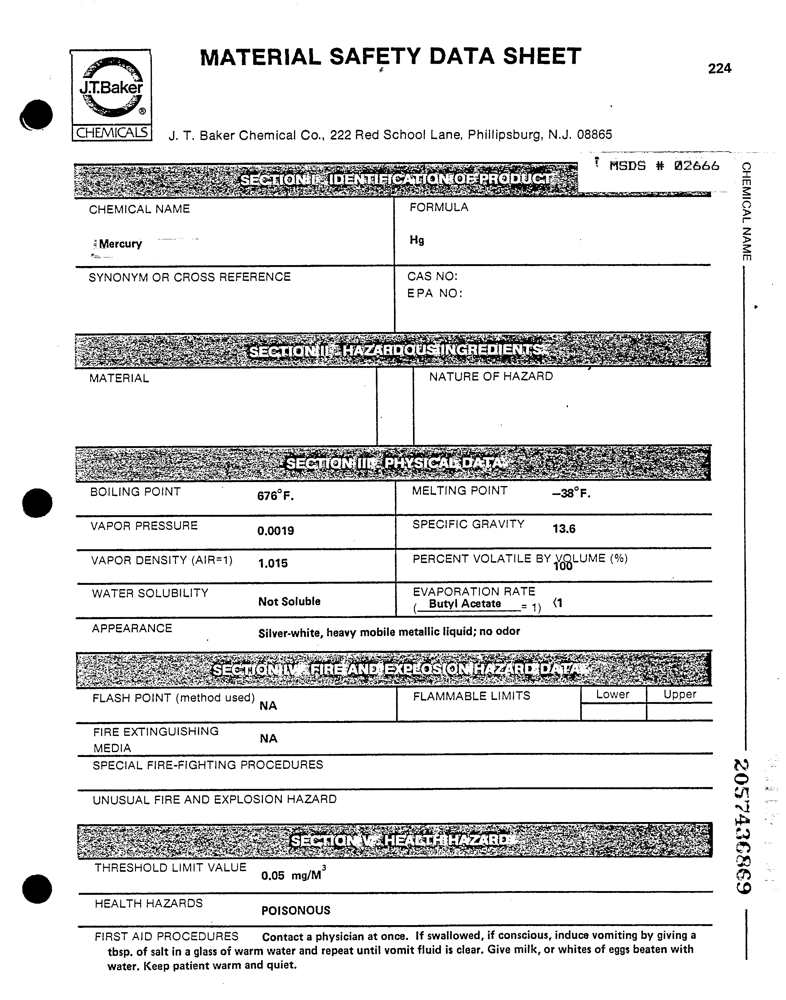 MATERIAL SAFETY DATA SHEET
224
J.T.Baker
®
CHEMICALS
J. T. Baker Chemical Co., 222 Red School Lane, Phillipsburg, N.J. 08865
MSDS # 02666
SECTION I - IDENTIFICATION OF PRODUCT
CHEMICAL NAME
FORMULA
Mercury
Hg
SYNONYM OR CROSS REFERENCE
CAS NO:
EPA NO:
SECTION II - HAZARDOUS INGREDIENTS
MATERIAL
NATURE OF HAZARD
SECTION III - PHYSICAL DATA
BOILING POINT 676°F.
MELTING POINT –38°F.
VAPOR PRESSURE 0.0019
SPECIFIC GRAVITY 13.6
VAPOR DENSITY (AIR=1) 1.015
PERCENT VOLATILE BY VOLUME (%)
100
WATER SOLUBILITY Not Soluble
EVAPORATION RATE
( Butyl Acetate = 1) <1
APPEARANCE Silver-white, heavy mobile metallic liquid; no odor
SECTION IV - FIRE AND EXPLOSION HAZARD DATA
FLASH POINT (method used) NA
FLAMMABLE LIMITS
Lower
Upper
FIRE EXTINGUISHING
MEDIA
NA
SPECIAL FIRE-FIGHTING PROCEDURES
UNUSUAL FIRE AND EXPLOSION HAZARD
SECTION V - HEALTH HAZARD
THRESHOLD LIMIT VALUE 0.05 mg/M³
HEALTH HAZARDS POISONOUS
FIRST AID PROCEDURES Contact a physician at once. If swallowed, if conscious, induce vomiting by giving a
tbsp. of salt in a glass of warm water and repeat until vomit fluid is clear. Give milk, or whites of eggs beaten with
water. Keep patient warm and quiet.
CHEMICAL NAME
2057436869